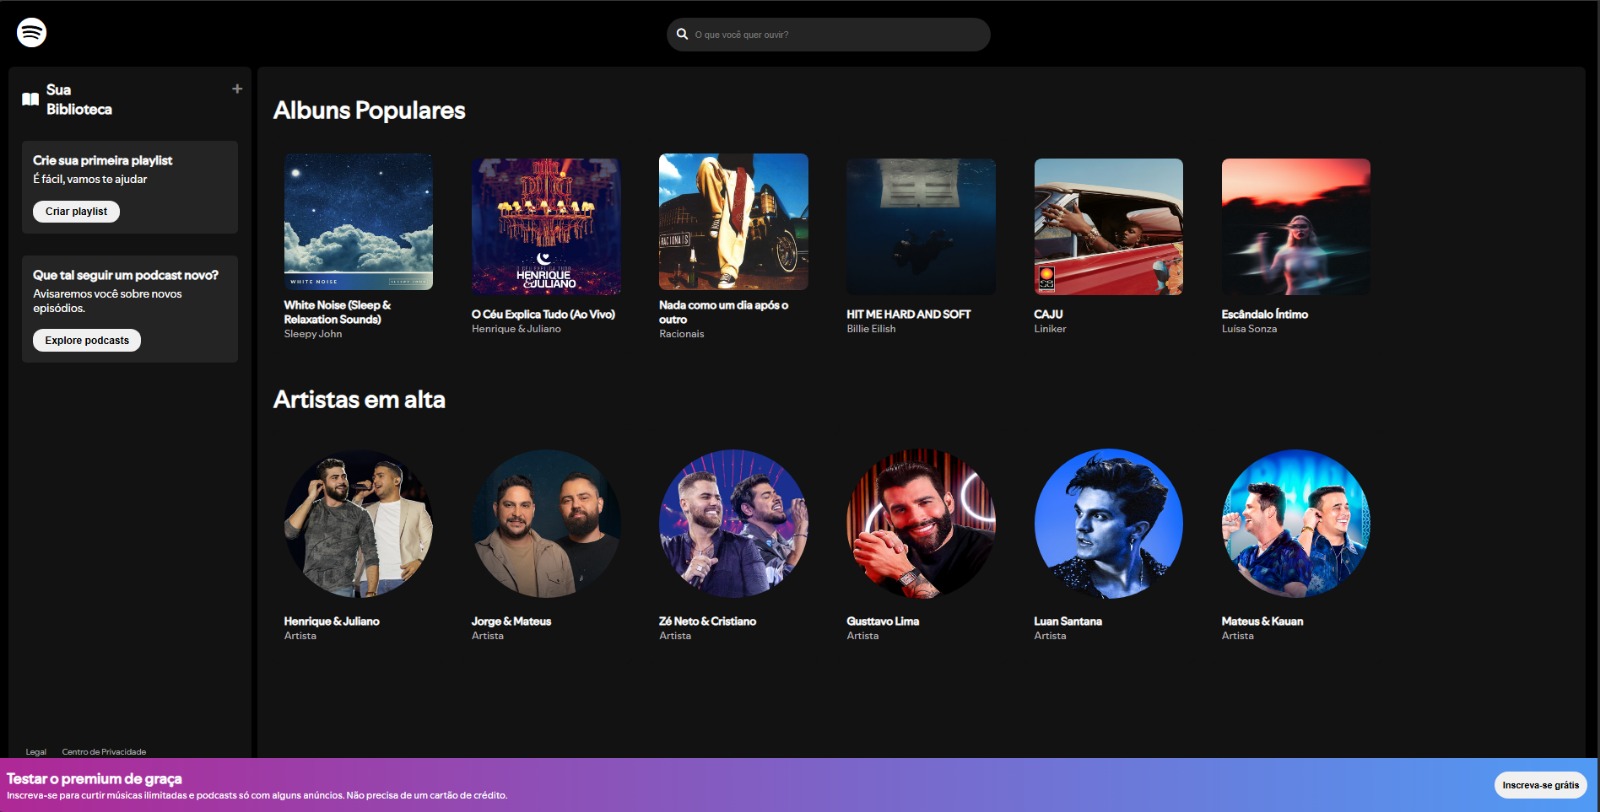 O que você quer ouvir?
Sua
Biblioteca
+
Crie sua primeira playlist
É fácil, vamos te ajudar
Criar playlist
Que tal seguir um podcast novo?
Avisaremos você sobre novos
episódios.
Explore podcasts
Legal Centro de Privacidade
Albuns Populares
WHITE NOISE
O CÉU EXPLICA TUDO
HENRIQUE
&JULIANO
RACIONAIS
White Noise (Sleep &
Relaxation Sounds)
Sleepy John
O Céu Explica Tudo (Ao Vivo)
Henrique & Juliano
Nada como um dia após o
outro
Racionais
HIT ME HARD AND SOFT
Billie Eilish
CAJU
Liniker
Escândalo Íntimo
Luísa Sonza
Artistas em alta
Henrique & Juliano
Artista
Jorge & Mateus
Artista
Zé Neto & Cristiano
Artista
Gusttavo Lima
Artista
Luan Santana
Artista
Mateus & Kauan
Artista
Testar o premium de graça
Inscreva-se para curtir músicas ilimitadas e podcasts só com alguns anúncios. Não precisa de um cartão de crédito.
Inscreva-se grátis